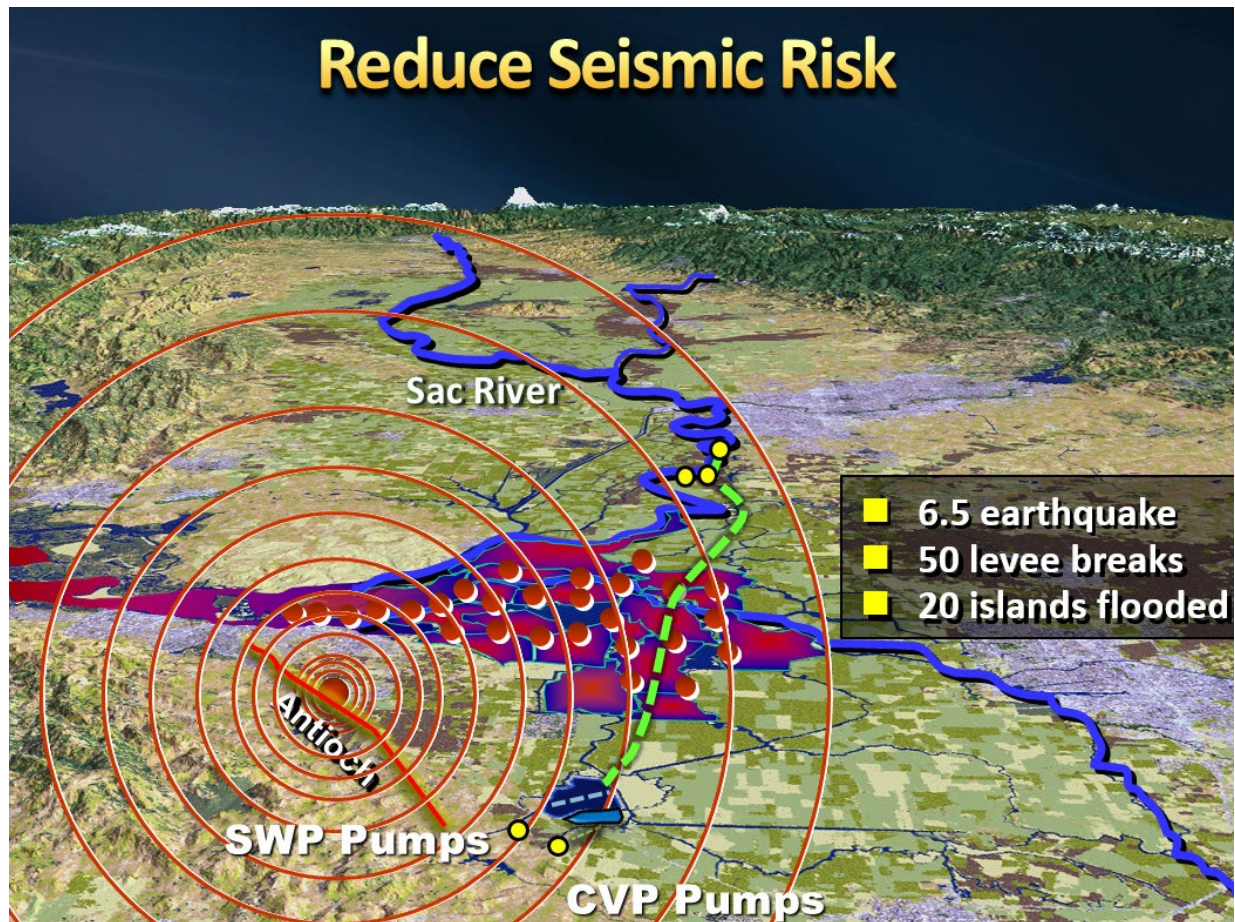 Reduce Seismic Risk
Sac River
6.5 earthquake
50 levee breaks
20 islands flooded
Antioch
SWP Pumps
CVP Pumps